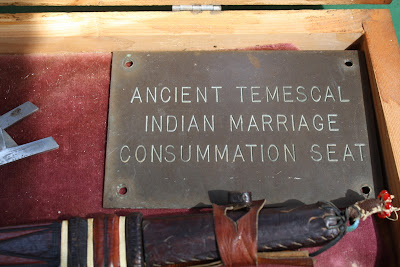 ANCIENT TEMESCAL
INDIAN MARRIAGE
CONSUMMATION SEAT